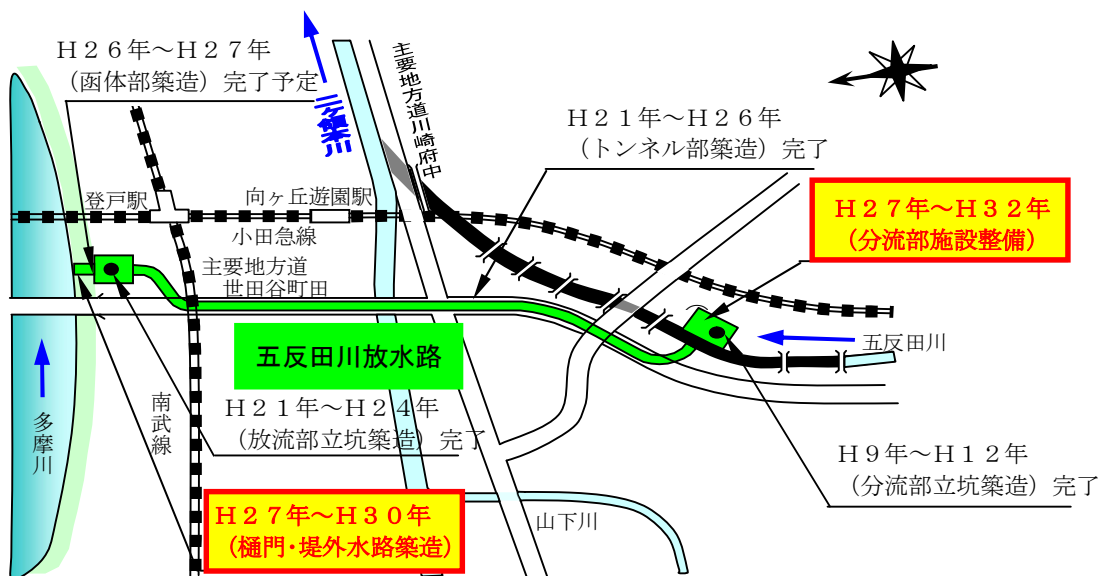 H26年～H27年
(函体部築造)完了予定
主要地方道川崎府中
H21年～H26年
(トンネル部築造)完了
登戸駅
向ヶ丘遊園駅
小田急線
H27年～H32年
(分流部施設整備)
主要地方道
世田谷町田
五反田川放水路
五反田川
多摩川
南武線
H21年～H24年
(放流部立坑築造)完了
H9年～H12年
(分流部立坑築造)完了
H27年～H30年
(樋門・堤外水路築造)
山下川